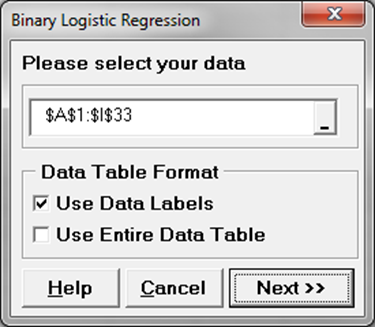 Binary Logistic Regression
Please select your data
$A$1:$I$33
Data Table Format
Use Data Labels
Use Entire Data Table
Help Cancel Next >>